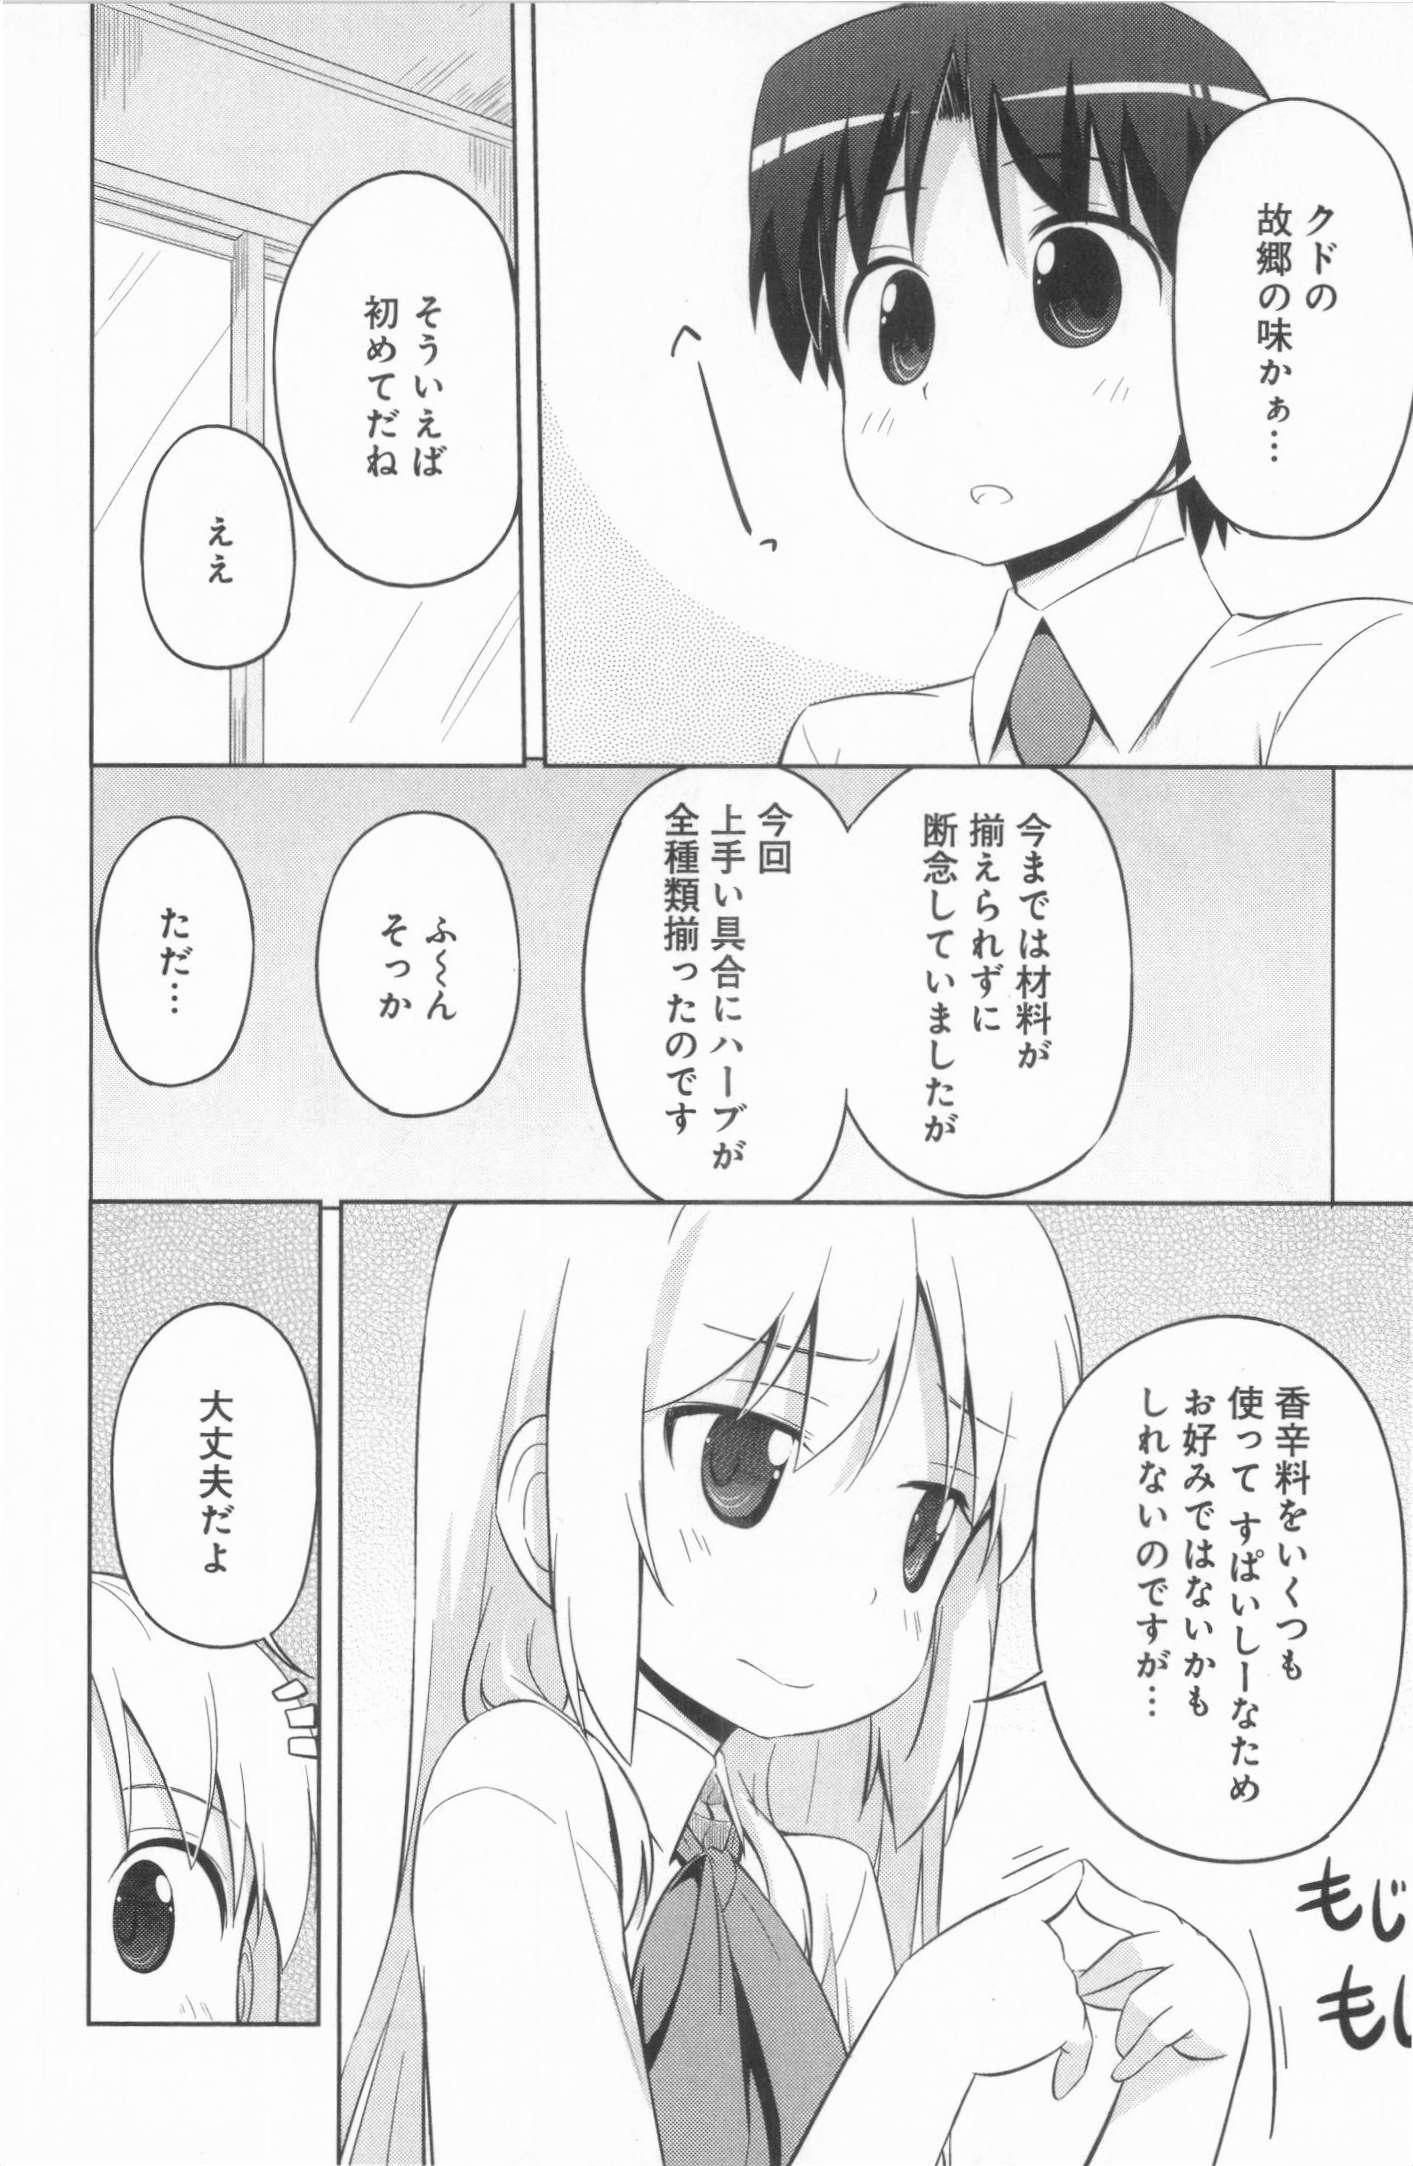 クドの
故郷の味かぁ…
へ
そういえば
初めてだね
ええ
今までは材料が
揃えられずに
断念していましたが
今回
上手い具合にハーブが
全種類揃ったのです
ふ〜ん
そっか
ただ…
香辛料をいくつも
使って すぱいしーなため
お好みではないかも
しれないのですが…
もじ
もじ
大丈夫だよ